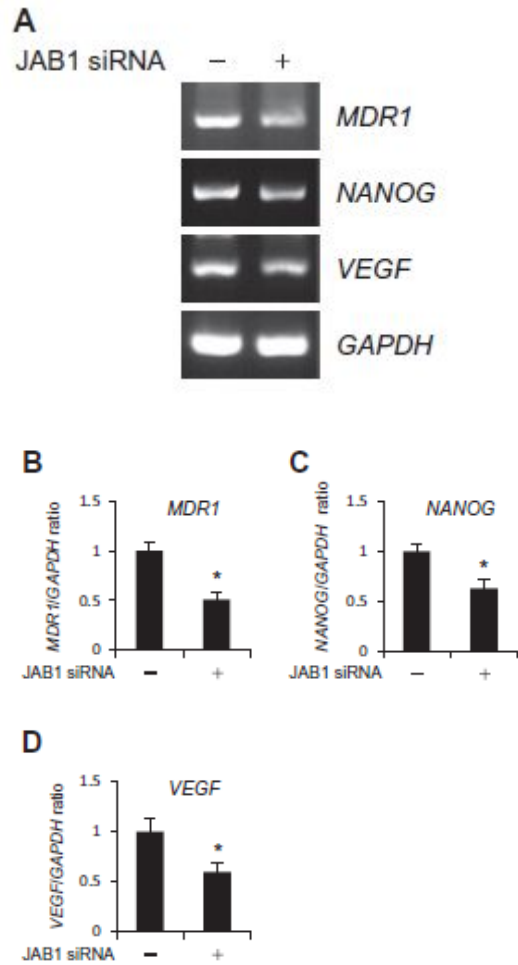 A
JAB1 siRNA − +
MDR1
NANOG
VEGF
GAPDH
B
MDR1/GAPDH ratio
1.5
1
0.5
0
MDR1
*
JAB1 siRNA − +
C
NANOG/GAPDH ratio
1.5
1
0.5
0
NANOG
*
JAB1 siRNA − +
D
VEGF/GAPDH ratio
1.5
1
0.5
0
VEGF
*
JAB1 siRNA − +